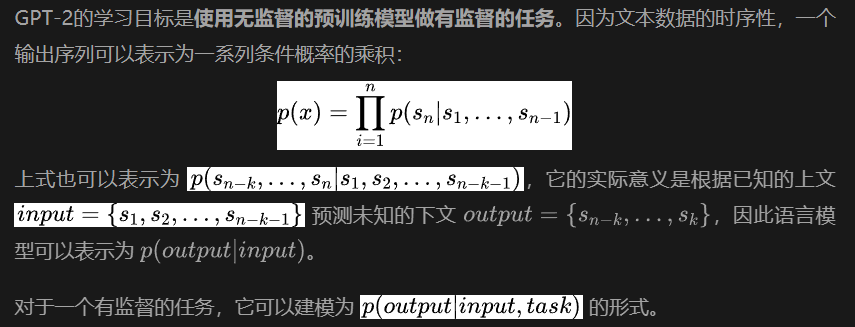 GPT-2的学习目标是使用无监督的预训练模型做有监督的任务。因为文本数据的时序性，一个
输出序列可以表示为一系列条件概率的乘积：
p(x) = ∏_{i=1}^{n} p(s_n|s_1, . . . , s_{n−1})
上式也可以表示为 p(s_{n−k}, . . . , s_n|s_1, s_2, . . . , s_{n−k−1})，它的实际意义是根据已知的上文
input = {s_1, s_2, . . . , s_{n−k−1}} 预测未知的下文 output = {s_{n−k}, . . . , s_k}，因此语言模
型可以表示为 p(output|input)。
对于一个有监督的任务，它可以建模为 p(output|input, task) 的形式。